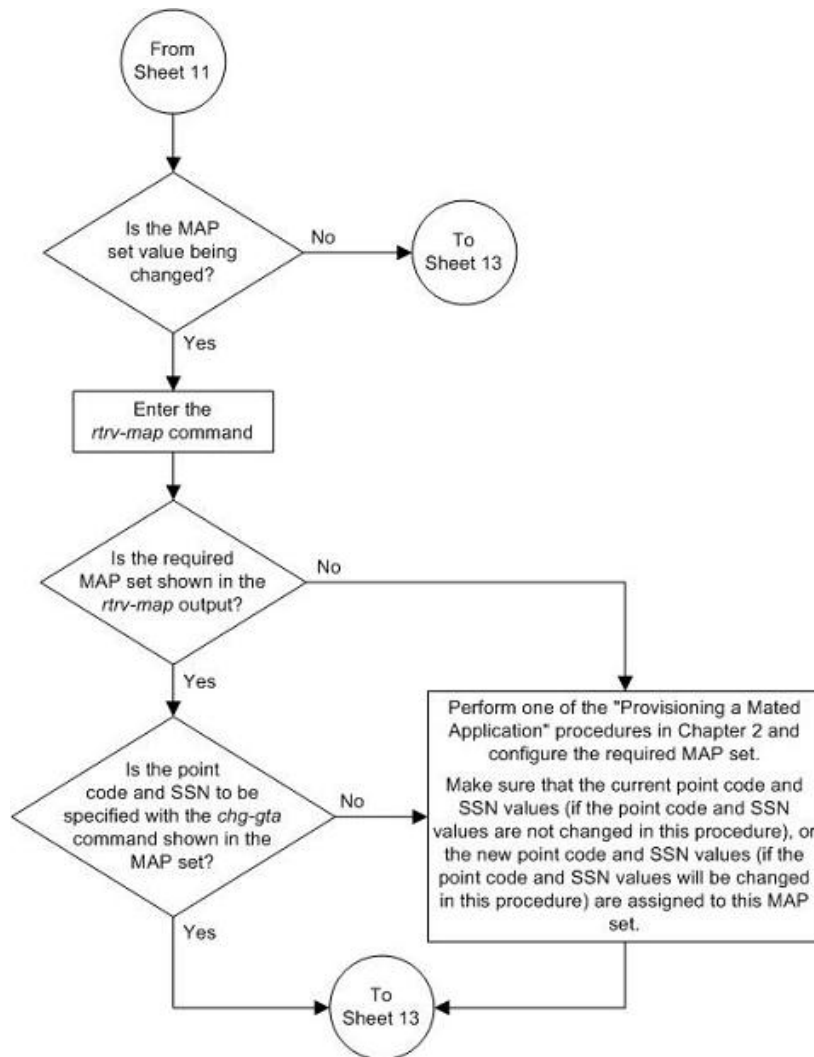 From
Sheet 11
Is the MAP
set value being
changed?
No
To
Sheet 13
Yes
Enter the
rtrv-map command
Is the required
MAP set shown in the
rtrv-map output?
No
Yes
Perform one of the "Provisioning a Mated
Application" procedures in Chapter 2 and
configure the required MAP set.
Make sure that the current point code and
SSN values (if the point code and SSN
values are not changed in this procedure), or
the new point code and SSN values (if the
point code and SSN values will be changed
in this procedure) are assigned to this MAP
set.
Is the point
code and SSN to be
specified with the chg-gta
command shown in the
MAP set?
No
Yes
To
Sheet 13